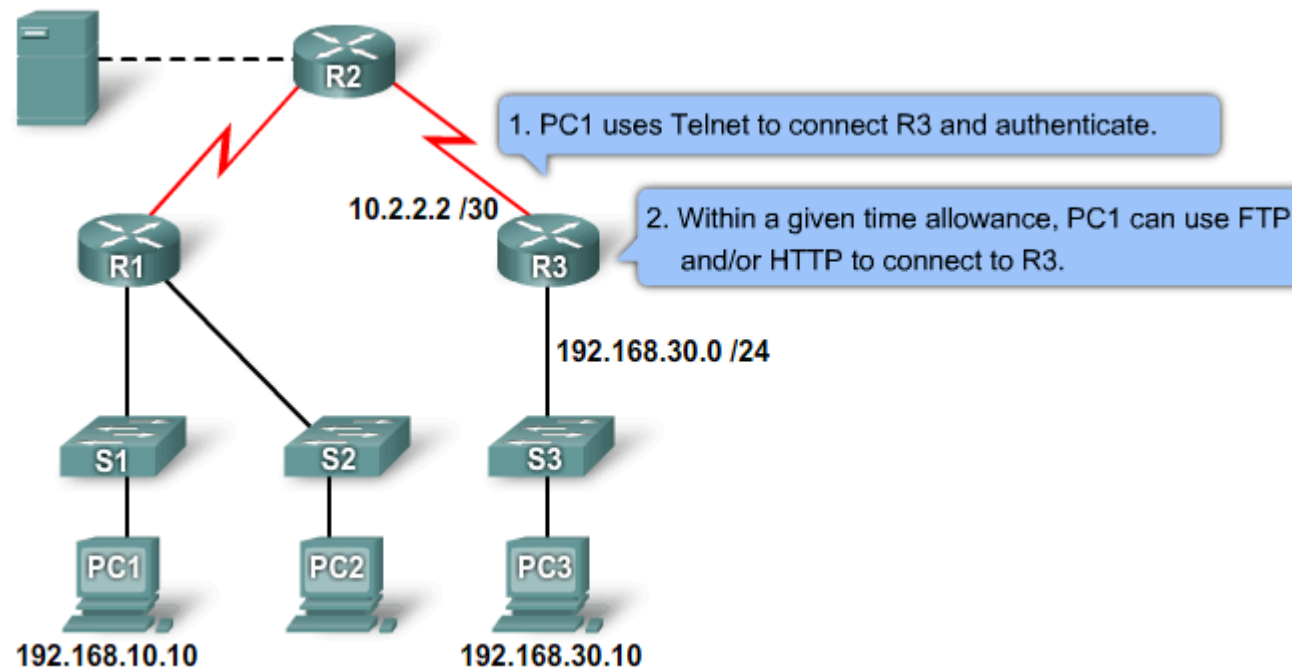 R2
1. PC1 uses Telnet to connect R3 and authenticate.
10.2.2.2 /30
2. Within a given time allowance, PC1 can use FTP
and/or HTTP to connect to R3.
R1
R3
192.168.30.0 /24
S1
S2
S3
PC1
PC2
PC3
192.168.10.10
192.168.30.10